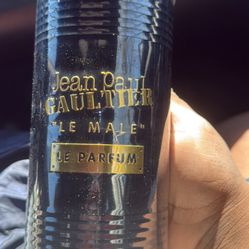 Jean Paul
GAULTIER
"LE MALE"
LE PARFUM